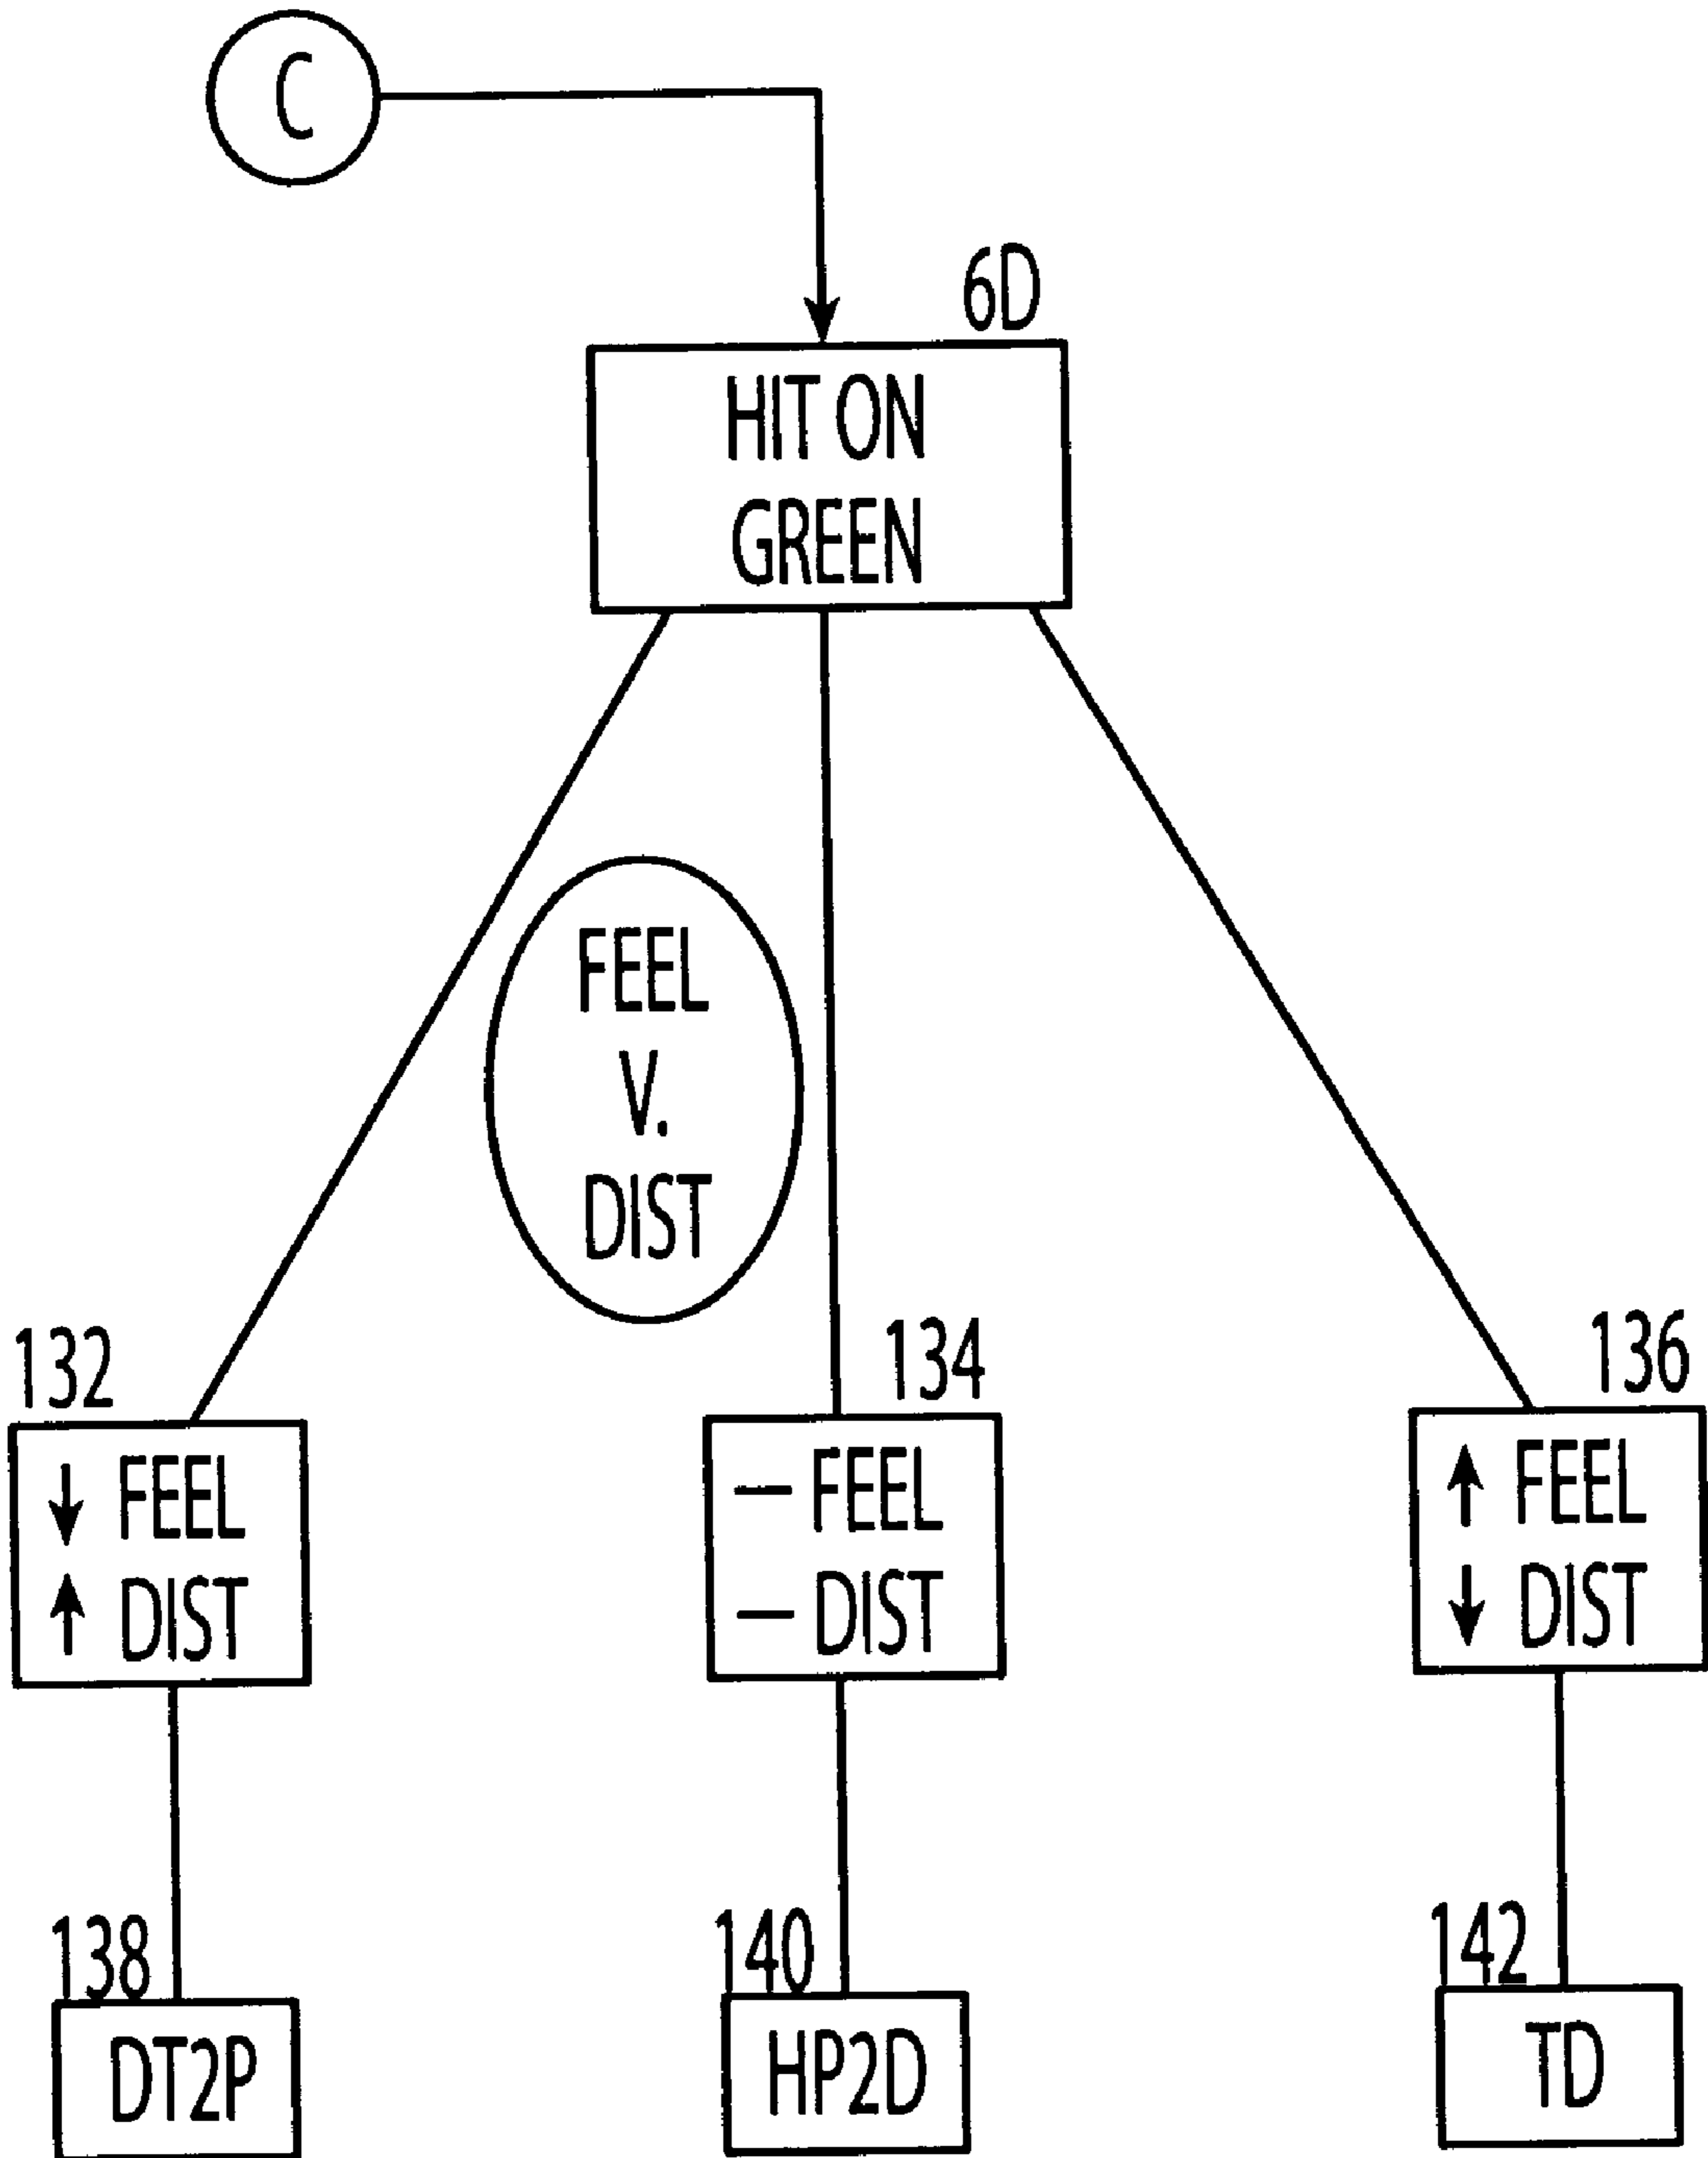 C
6D
HIT ON
GREEN
FEEL
V.
DIST
132
↓ FEEL
↑ DIST
134
— FEEL
— DIST
136
↑ FEEL
↓ DIST
138
DT2P
140
HP2D
142
TD